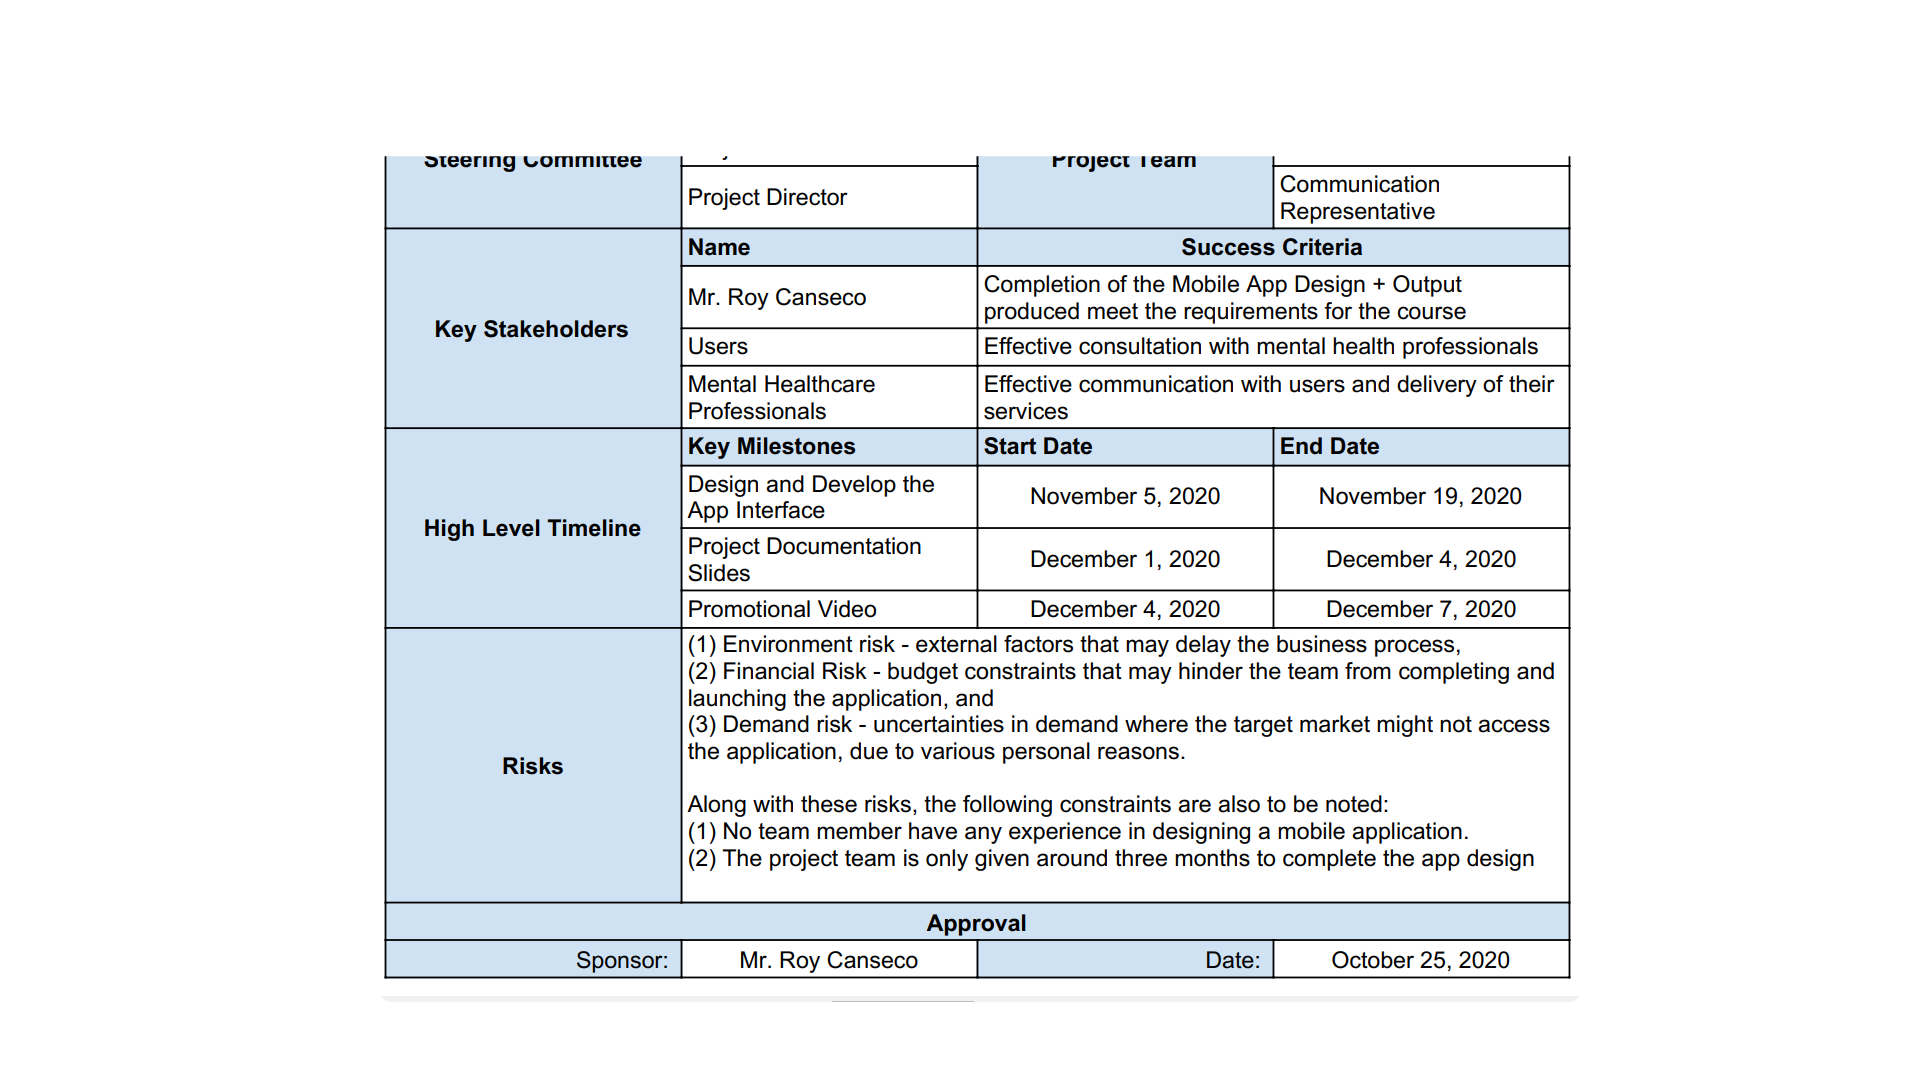 Steering Committee
Project Team
Project Director
Communication
Representative
Key Stakeholders
Name
Success Criteria
Mr. Roy Canseco
Completion of the Mobile App Design + Output
produced meet the requirements for the course
Users
Effective consultation with mental health professionals
Mental Healthcare
Professionals
Effective communication with users and delivery of their
services
High Level Timeline
Key Milestones
Start Date
End Date
Design and Develop the
App Interface
November 5, 2020
November 19, 2020
Project Documentation
Slides
December 1, 2020
December 4, 2020
Promotional Video
December 4, 2020
December 7, 2020
Risks
(1) Environment risk - external factors that may delay the business process,
(2) Financial Risk - budget constraints that may hinder the team from completing and
launching the application, and
(3) Demand risk - uncertainties in demand where the target market might not access
the application, due to various personal reasons.
Along with these risks, the following constraints are also to be noted:
(1) No team member have any experience in designing a mobile application.
(2) The project team is only given around three months to complete the app design
Approval
Sponsor:
Mr. Roy Canseco
Date:
October 25, 2020